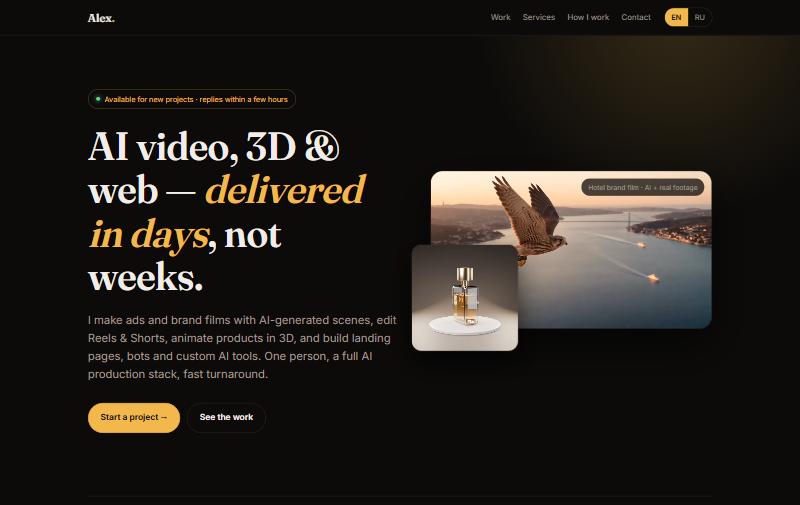 Alex.
Work Services How I work Contact EN RU
Available for new projects · replies within a few hours
AI video, 3D &
web — delivered
in days, not
weeks.
Hotel brand film · AI + real footage
I make ads and brand films with AI-generated scenes, edit
Reels & Shorts, animate products in 3D, and build landing
pages, bots and custom AI tools. One person, a full AI
production stack, fast turnaround.
Start a project → See the work